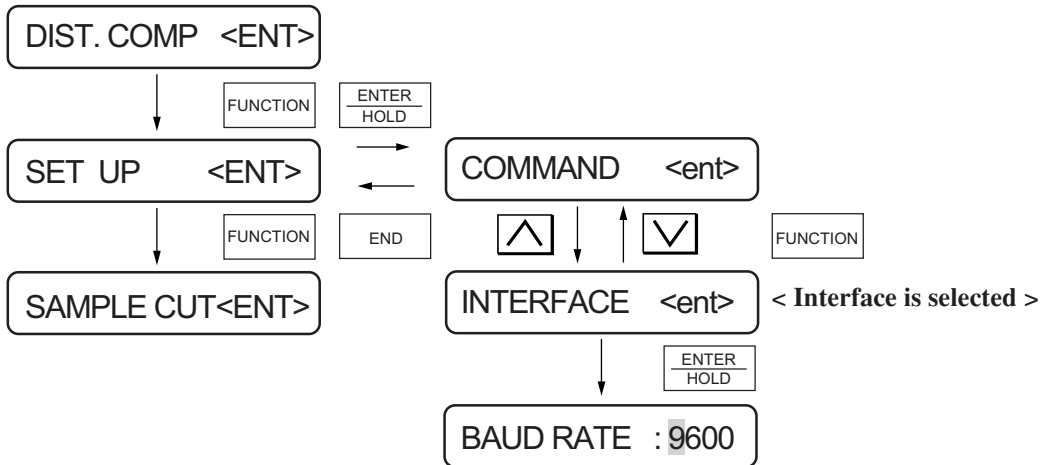 DIST. COMP <ENT>
FUNCTION
ENTER
HOLD
SET UP <ENT>
COMMAND <ent>
FUNCTION
END
FUNCTION
SAMPLE CUT<ENT>
INTERFACE <ent>
< Interface is selected >
ENTER
HOLD
BAUD RATE : 9600